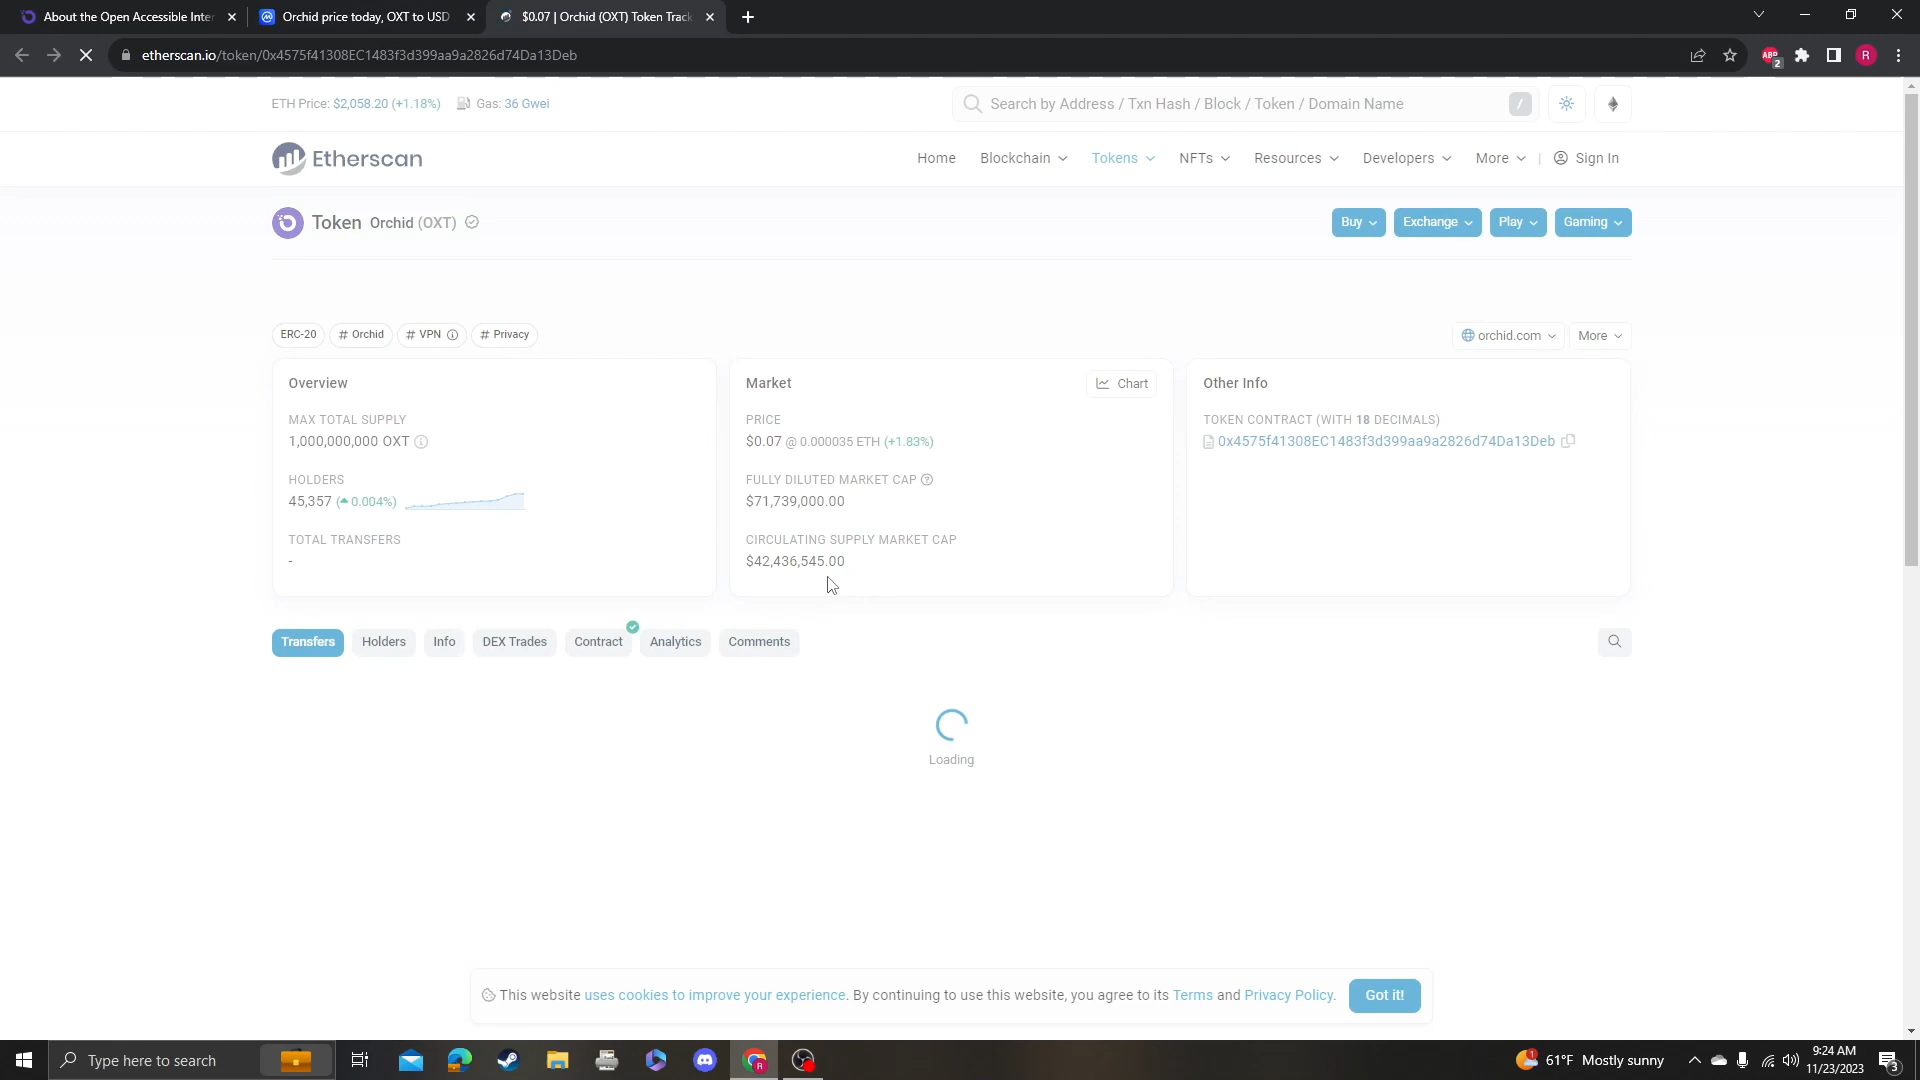 About the Open Accessible Inter
Orchid price today, OXT to USD
$0.07 | Orchid (OXT) Token Track
etherscan.io/token/0x4575f41308EC1483f3d399aa9a2826d74Da13Deb
ABP
2
R
ETH Price: $2,058.20 (+1.18%) Gas: 36 Gwei
Search by Address / Txn Hash / Block / Token / Domain Name
/
Etherscan
Home
Blockchain
Tokens
NFTs
Resources
Developers
More
|
Sign In
Token Orchid (OXT)
Buy
Exchange
Play
Gaming
ERC-20
# Orchid
# VPN
# Privacy
orchid.com
More
Overview
MAX TOTAL SUPPLY
1,000,000,000 OXT
HOLDERS
45,357 (0.004%)
TOTAL TRANSFERS
-
Market
Chart
PRICE
$0.07 @ 0.000035 ETH (+1.83%)
FULLY DILUTED MARKET CAP
$71,739,000.00
CIRCULATING SUPPLY MARKET CAP
$42,436,545.00
Other Info
TOKEN CONTRACT (WITH 18 DECIMALS)
0x4575f41308EC1483f3d399aa9a2826d74Da13Deb
Transfers
Holders
Info
DEX Trades
Contract
Analytics
Comments
Loading
This website uses cookies to improve your experience. By continuing to use this website, you agree to its Terms and Privacy Policy.
Got it!
Type here to search
R
1
61°F Mostly sunny
9:24 AM
11/23/2023
3